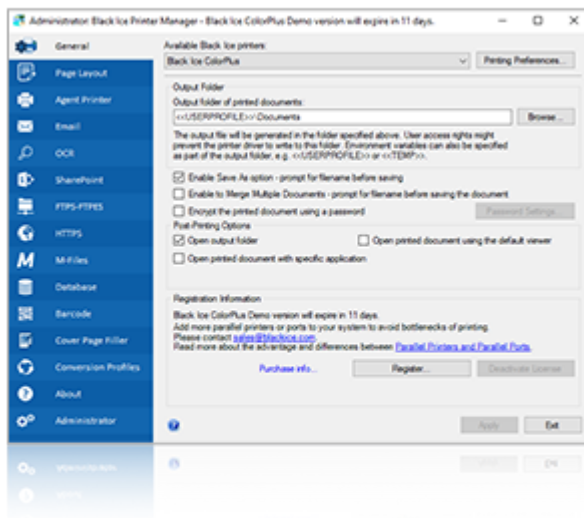 Administrator: Black Ice Printer Manager - Black Ice ColorPlus Demo version will expire in 11 days.
General
Page Layout
Agent Printer
Email
OCR
SharePoint
FTPS-FTPES
HTTPS
M-Files
Database
Barcode
Cover Page Filler
Conversion Profiles
About
Administrator
Available Black Ice printers:
Black Ice ColorPlus
Printing Preferences...
Output Folder
Output folder of printed documents:
<<USERPROFILE>>\Documents
Browse...
The output file will be generated in the folder specified above. User access rights might
prevent the printer driver to write to this folder. Environment variables can also be specified
as part of the output folder, e.g. <<USERPROFILE>> or <<TEMP>>.
Enable Save As option - prompt for filename before saving
Enable to Merge Multiple Documents - prompt for filename before saving the document
Encrypt the printed document using a password
Password Settings...
Post-Printing Options
Open output folder
Open printed document using the default viewer
Open printed document with specific application
Registration Information
Black Ice ColorPlus Demo version will expire in 11 days.
Add more parallel printers or ports to your system to avoid bottlenecks of printing.
Please contact sales@blackice.com.
Read more about the advantage and differences between Parallel Printers and Parallel Ports.
Purchase info...
Register...
Deactivate License
Apply
Exit